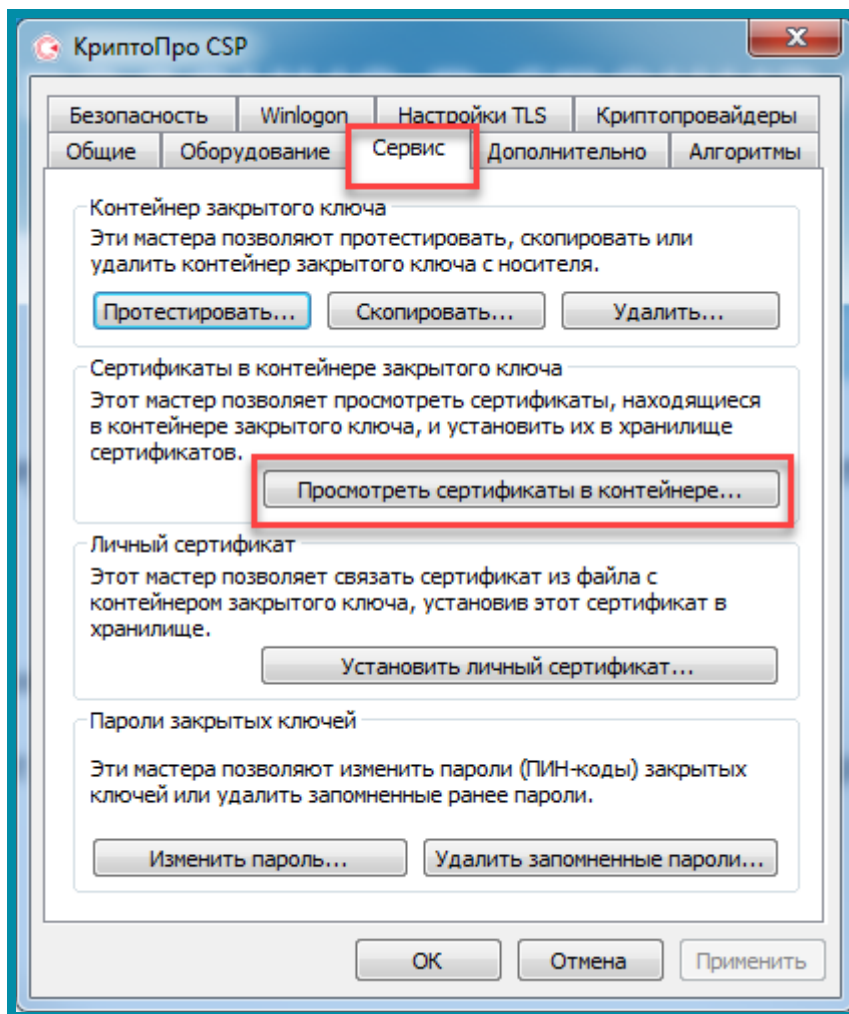 КриптоПро CSP
Безопасность Winlogon Настройки TLS Криптопровайдеры
Общие Оборудование Сервис Дополнительно Алгоритмы
Контейнер закрытого ключа
Эти мастера позволяют протестировать, скопировать или
удалить контейнер закрытого ключа с носителя.
Протестировать... Скопировать... Удалить...
Сертификаты в контейнере закрытого ключа
Этот мастер позволяет просмотреть сертификаты, находящиеся
в контейнере закрытого ключа, и установить их в хранилище
сертификатов.
Просмотреть сертификаты в контейнере...
Личный сертификат
Этот мастер позволяет связать сертификат из файла с
контейнером закрытого ключа, установив этот сертификат в
хранилище.
Установить личный сертификат...
Пароли закрытых ключей
Эти мастера позволяют изменить пароли (ПИН-коды) закрытых
ключей или удалить запомненные ранее пароли.
Изменить пароль... Удалить запомненные пароли...
ОК Отмена Применить